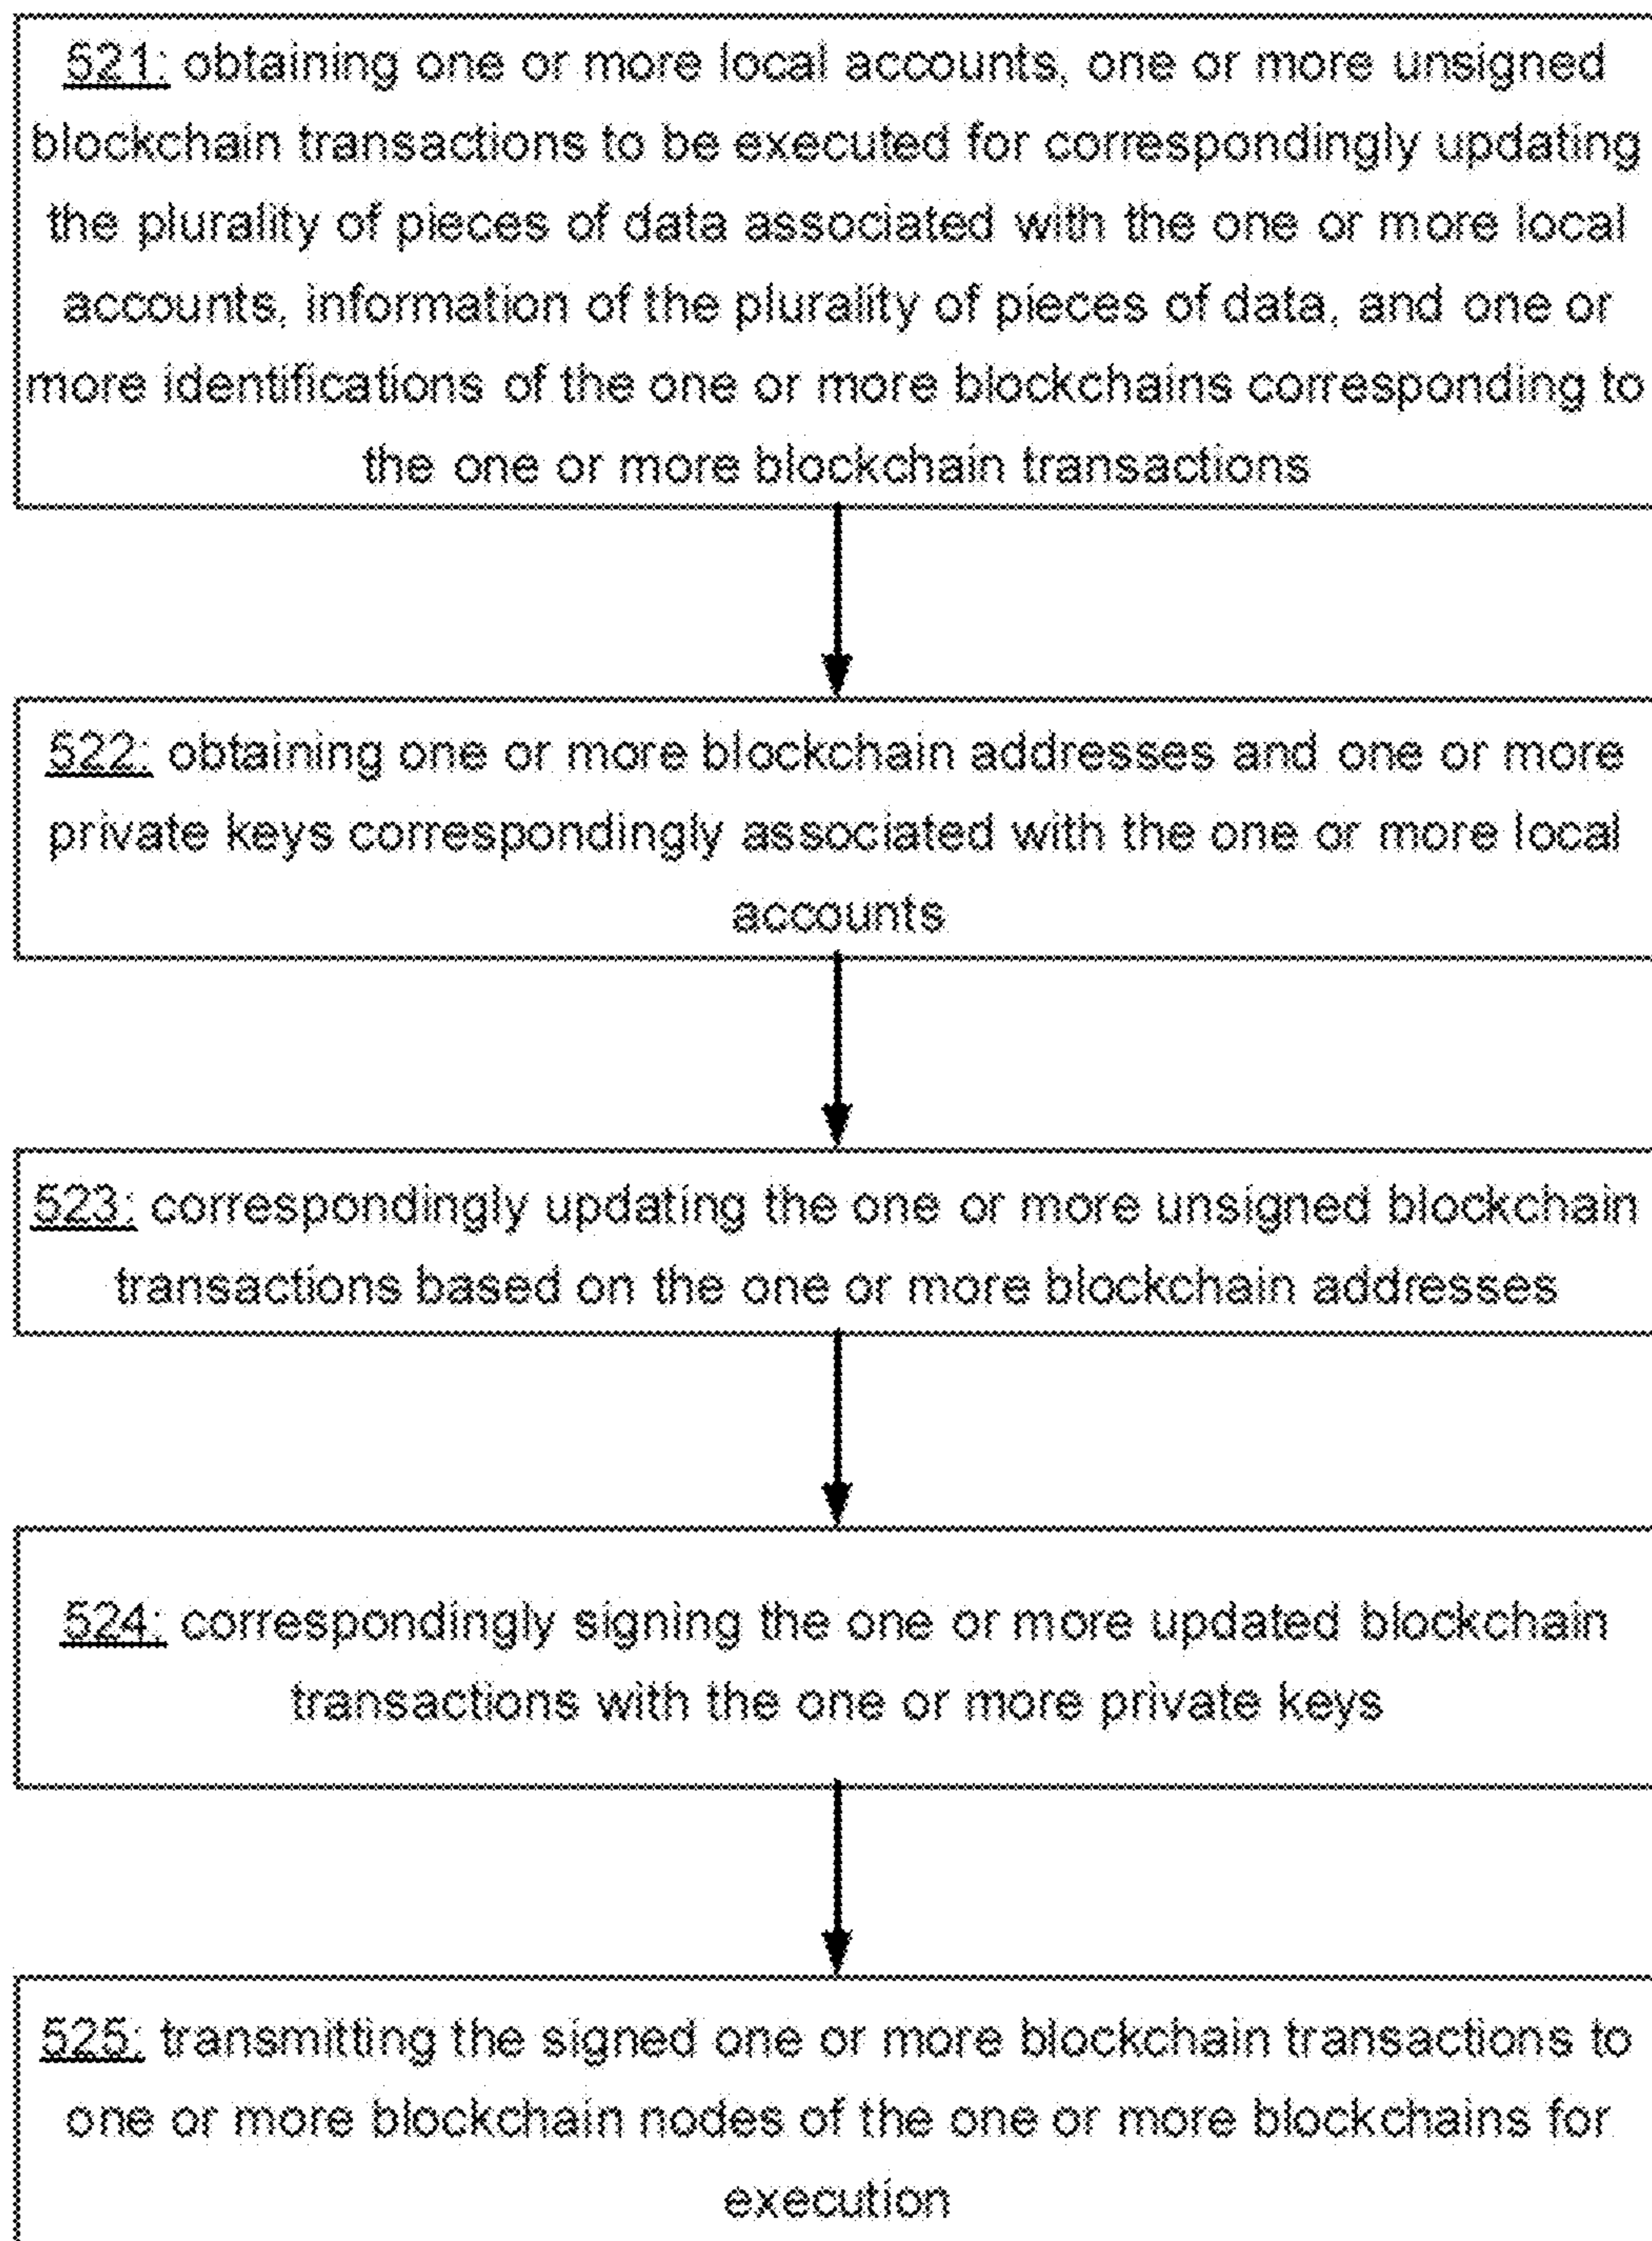 521: obtaining one or more local accounts, one or more unsigned
blockchain transactions to be executed for correspondingly updating
the plurality of pieces of data associated with the one or more local
accounts, information of the plurality of pieces of data, and one or
more identifications of the one or more blockchains corresponding to
the one or more blockchain transactions
522: obtaining one or more blockchain addresses and one or more
private keys correspondingly associated with the one or more local
accounts
523: correspondingly updating the one or more unsigned blockchain
transactions based on the one or more blockchain addresses
524: correspondingly signing the one or more updated blockchain
transactions with the one or more private keys
525: transmitting the signed one or more blockchain transactions to
one or more blockchain nodes of the one or more blockchains for
execution